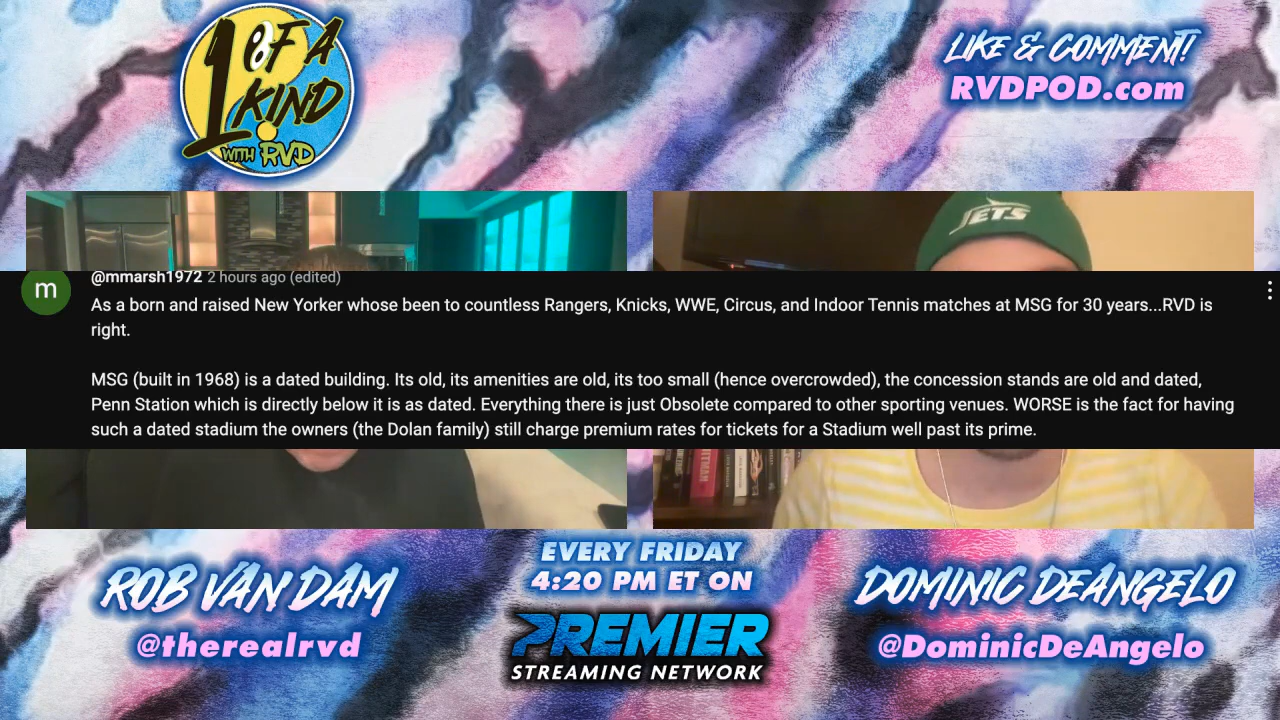 1 OF A
KIND
WITH RVD
LIKE & COMMENT!
RVDPOD.com
JETS
m
@mmarsh1972 2 hours ago (edited)
As a born and raised New Yorker whose been to countless Rangers, Knicks, WWE, Circus, and Indoor Tennis matches at MSG for 30 years...RVD is
right.
MSG (built in 1968) is a dated building. Its old, its amenities are old, its too small (hence overcrowded), the concession stands are old and dated,
Penn Station which is directly below it is as dated. Everything there is just Obsolete compared to other sporting venues. WORSE is the fact for having
such a dated stadium the owners (the Dolan family) still charge premium rates for tickets for a Stadium well past its prime.
ROB VAN DAM
@therealrvd
EVERY FRIDAY
4:20 PM ET ON
PREMIER
STREAMING NETWORK
DOMINIC DEANGELO
@DominicDeAngelo